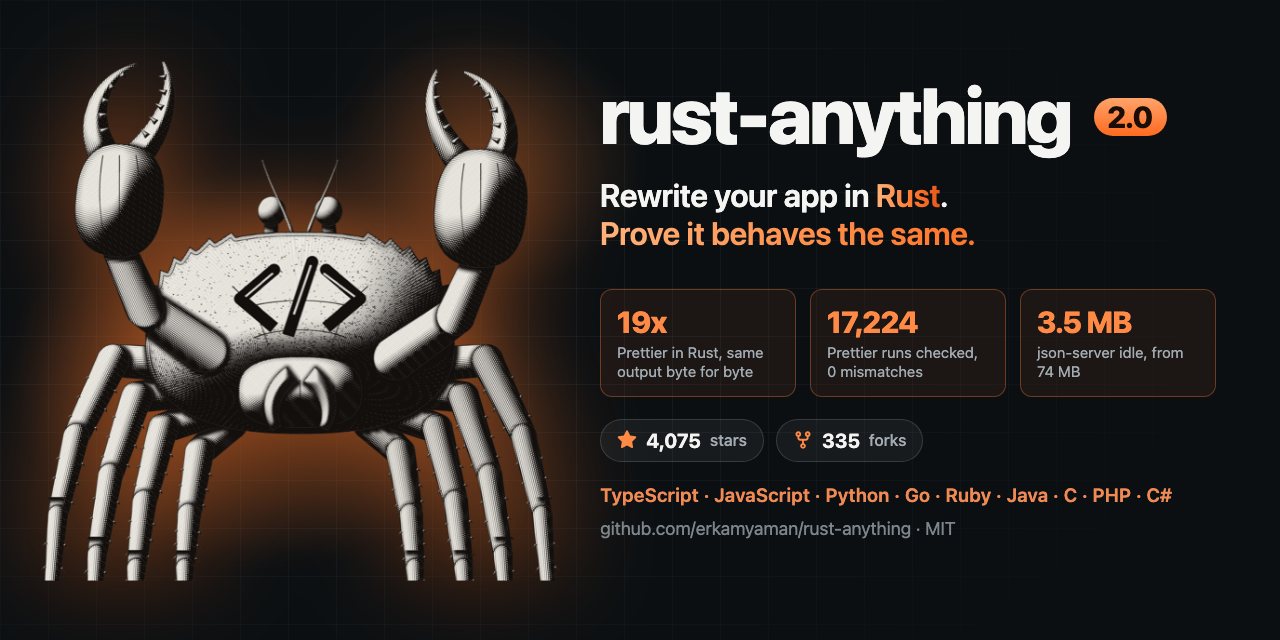 rust-anything 2.0
Rewrite your app in Rust.
Prove it behaves the same.
19x
Prettier in Rust, same
output byte for byte
17,224
Prettier runs checked,
0 mismatches
3.5 MB
json-server idle, from
74 MB
4,075 stars
335 forks
TypeScript · JavaScript · Python · Go · Ruby · Java · C · PHP · C#
github.com/erkamyaman/rust-anything · MIT